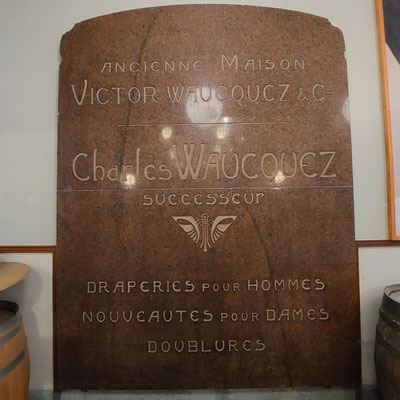 ANCIENNE MAISON
VICTOR WAUCQUEZ & Cie
Charles WAUCQUEZ
SUCCESSEUR
DRAPERIES POUR HOMMES
NOUVEAUTES POUR DAMES
DOUBLURES